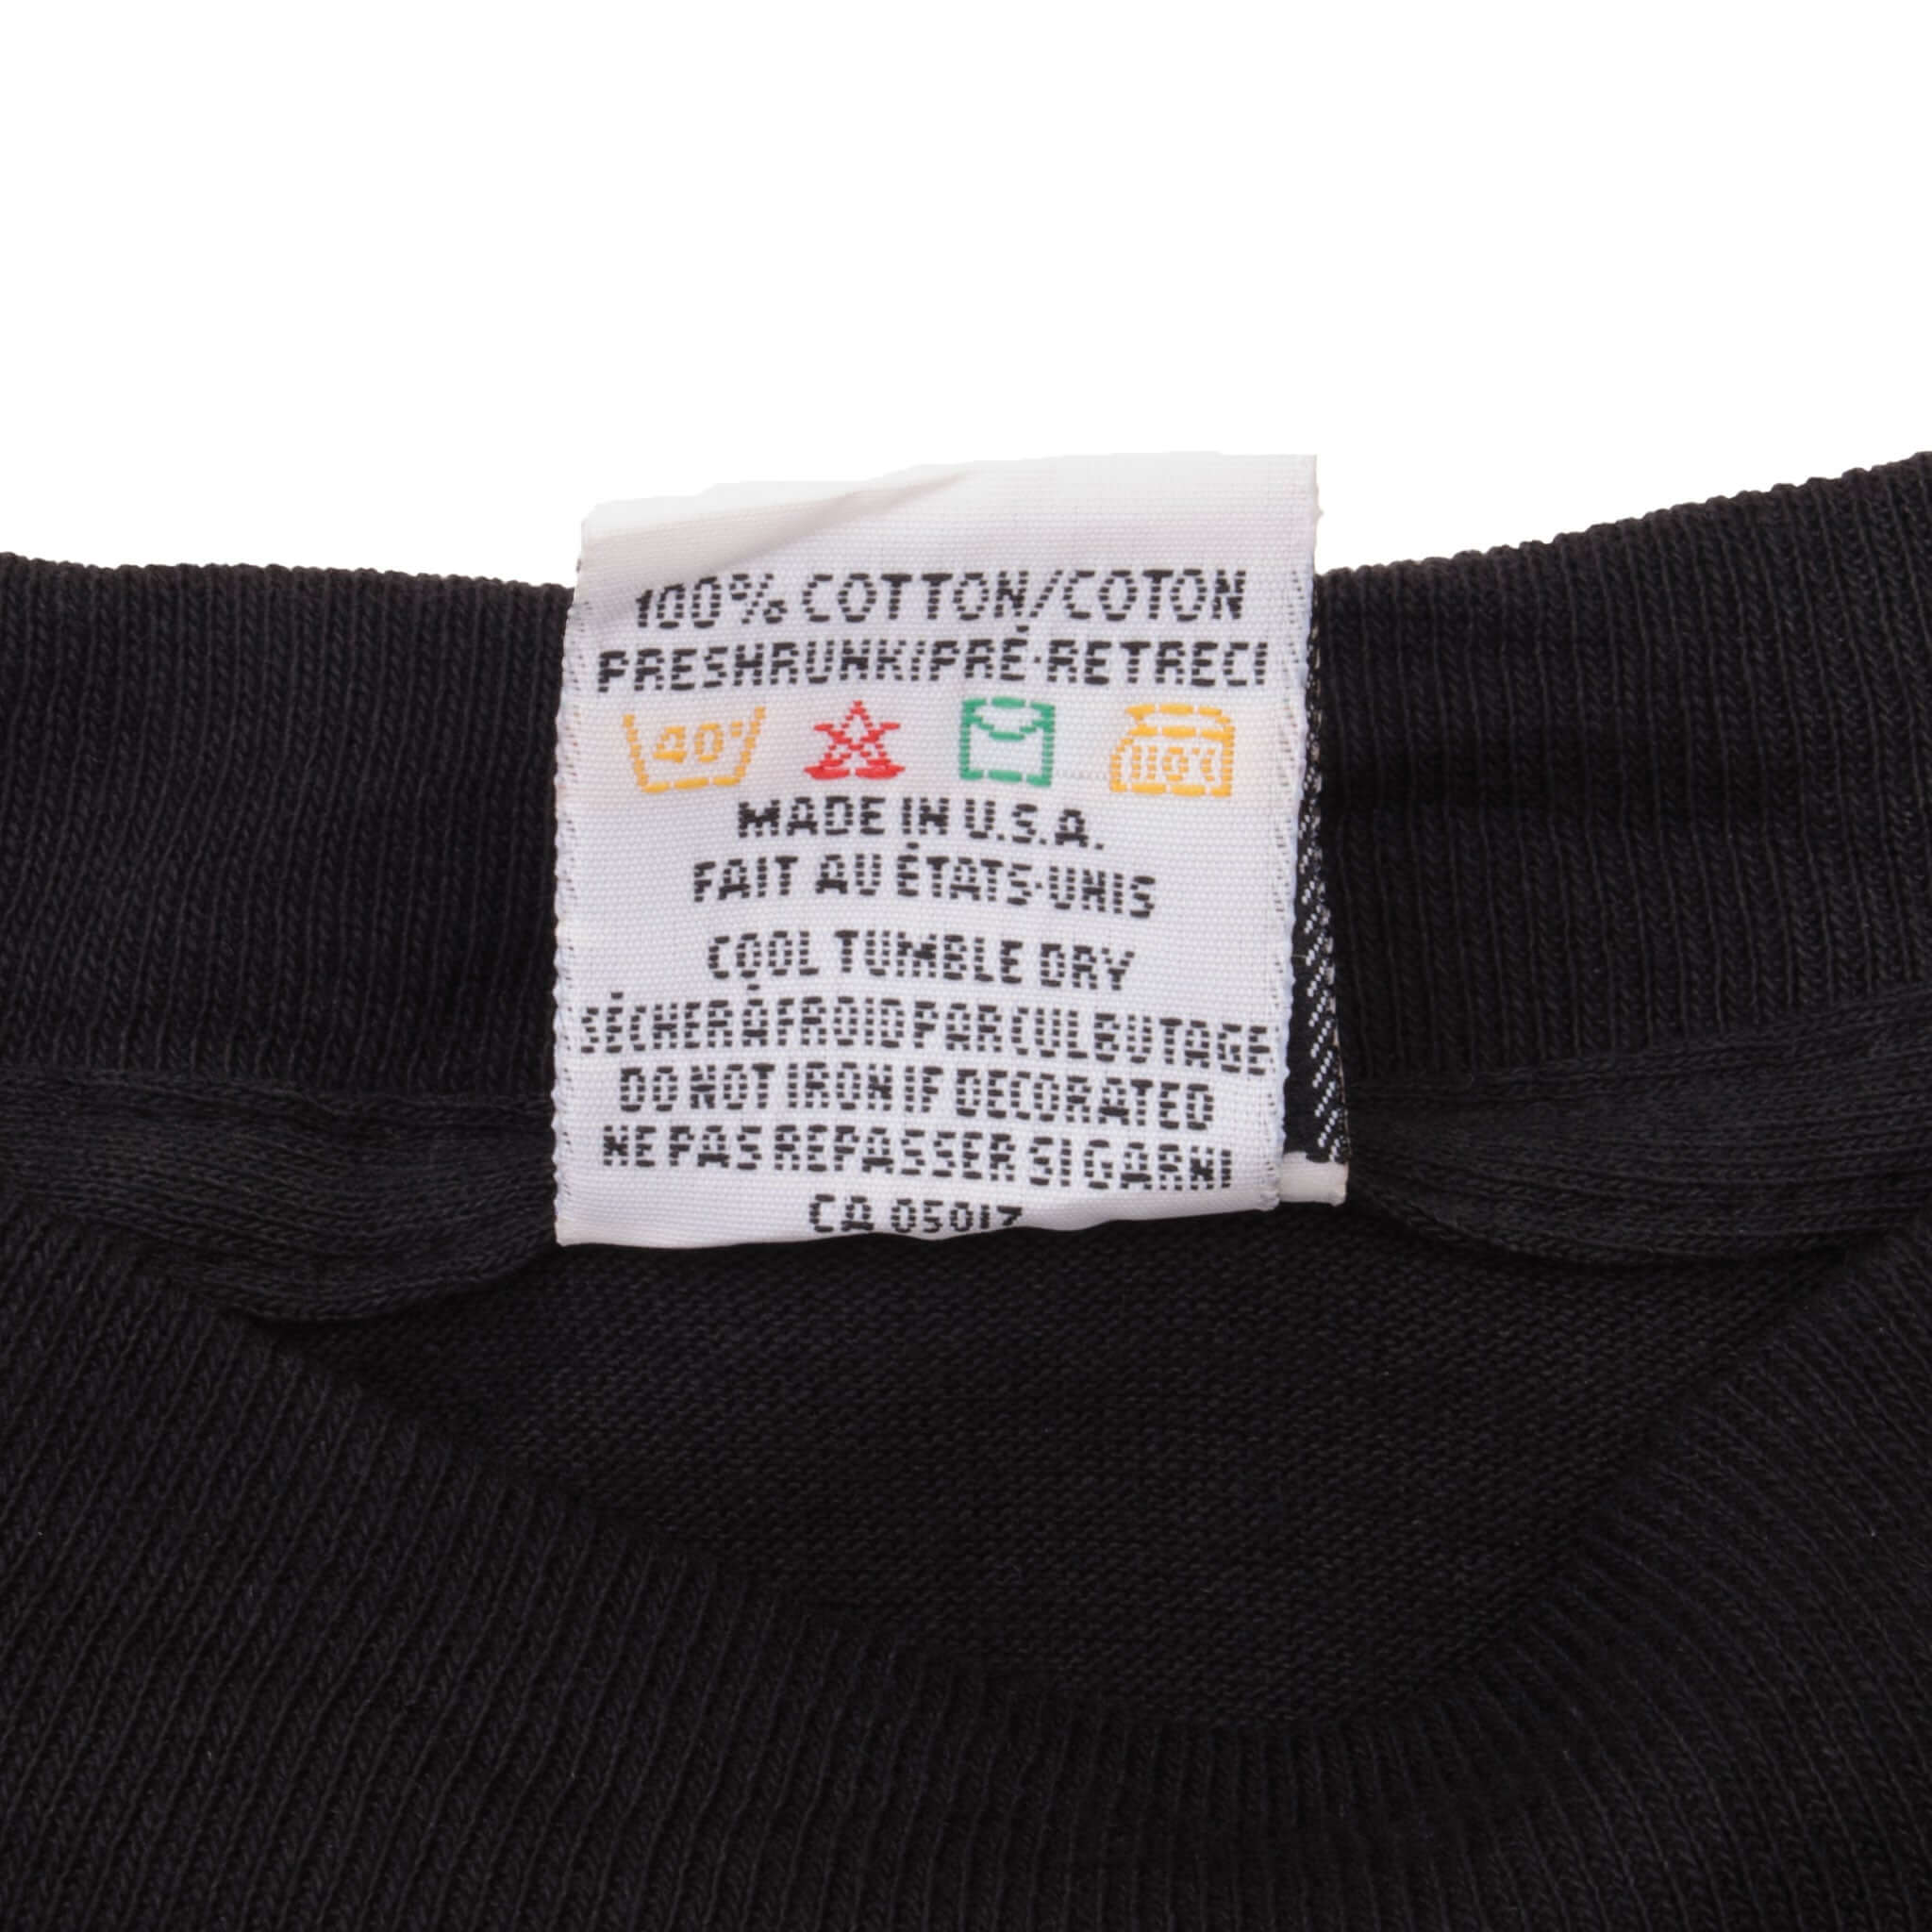 100% COTTON/COTON
PRESHRUNK/PRÉ-RETRECI
40° 110°C
MADE IN U.S.A.
FAIT AU ÉTATS-UNIS
COOL TUMBLE DRY
SÉCHER À FROID PAR CULBUTAGE
DO NOT IRON IF DECORATED
NE PAS REPASSER SI GARNI
CA 05017